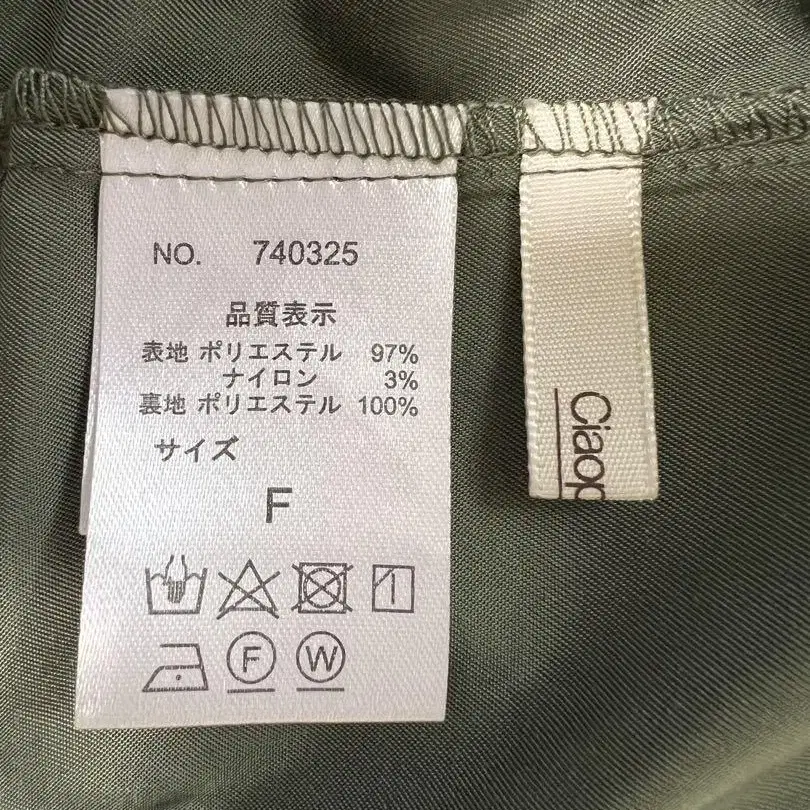 NO. 740325
品質表示
表地 ポリエステル 97%
ナイロン 3%
裏地 ポリエステル 100%
サイズ
F
F W